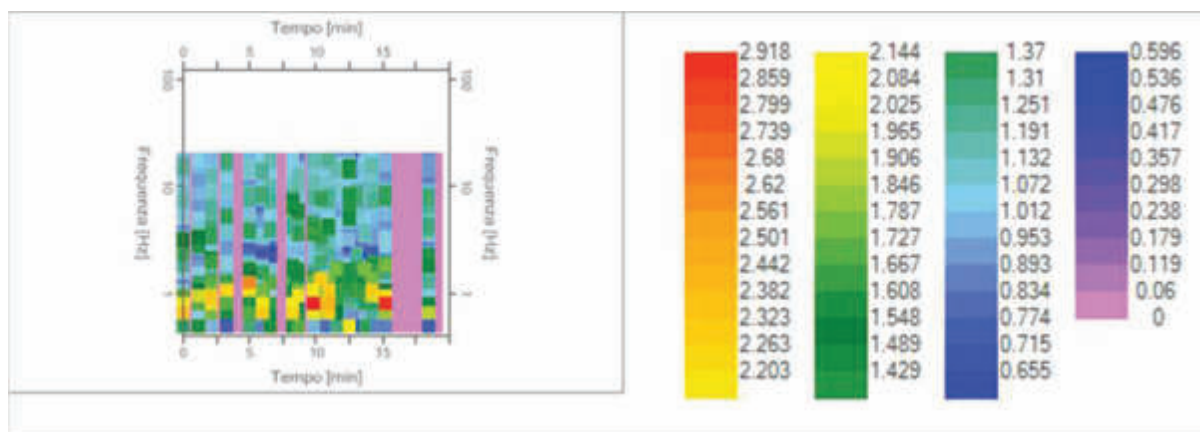 Tempo [min]
0 5 10 15
100 100
Frequenza [Hz] Frequenza [Hz]
10 10
1 1
0 5 10 15
Tempo [min]
2.918 2.144 1.37 0.596
2.859 2.084 1.31 0.536
2.799 2.025 1.251 0.476
2.739 1.965 1.191 0.417
2.68 1.906 1.132 0.357
2.62 1.846 1.072 0.298
2.561 1.787 1.012 0.238
2.501 1.727 0.953 0.179
2.442 1.667 0.893 0.119
2.382 1.608 0.834 0.06
2.323 1.548 0.774 0
2.263 1.489 0.715
2.203 1.429 0.655